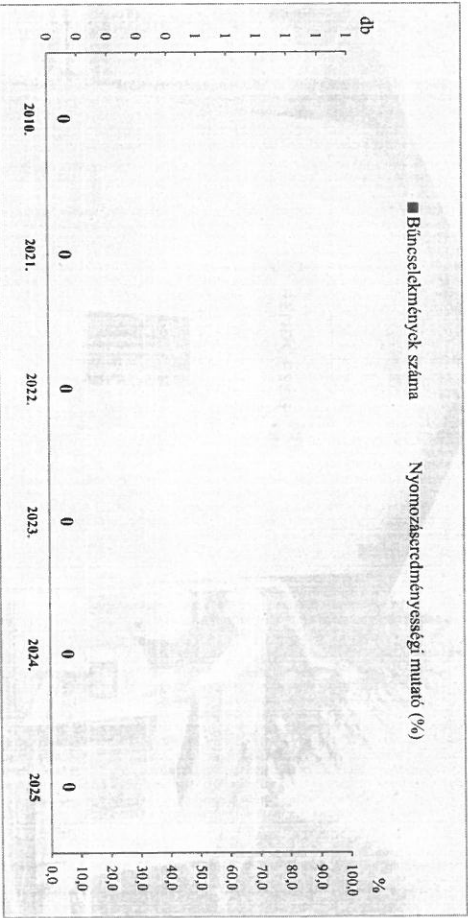 ■ Bűncselekmények száma Nyomozáseredményességi mutató (%)
db %
1 100,0
1 90,0
1 80,0
1 70,0
1 60,0
1 50,0
0 40,0
0 30,0
0 20,0
0 10,0
0 0,0
0 0 0 0 0 0
2010. 2021. 2022. 2023. 2024. 2025